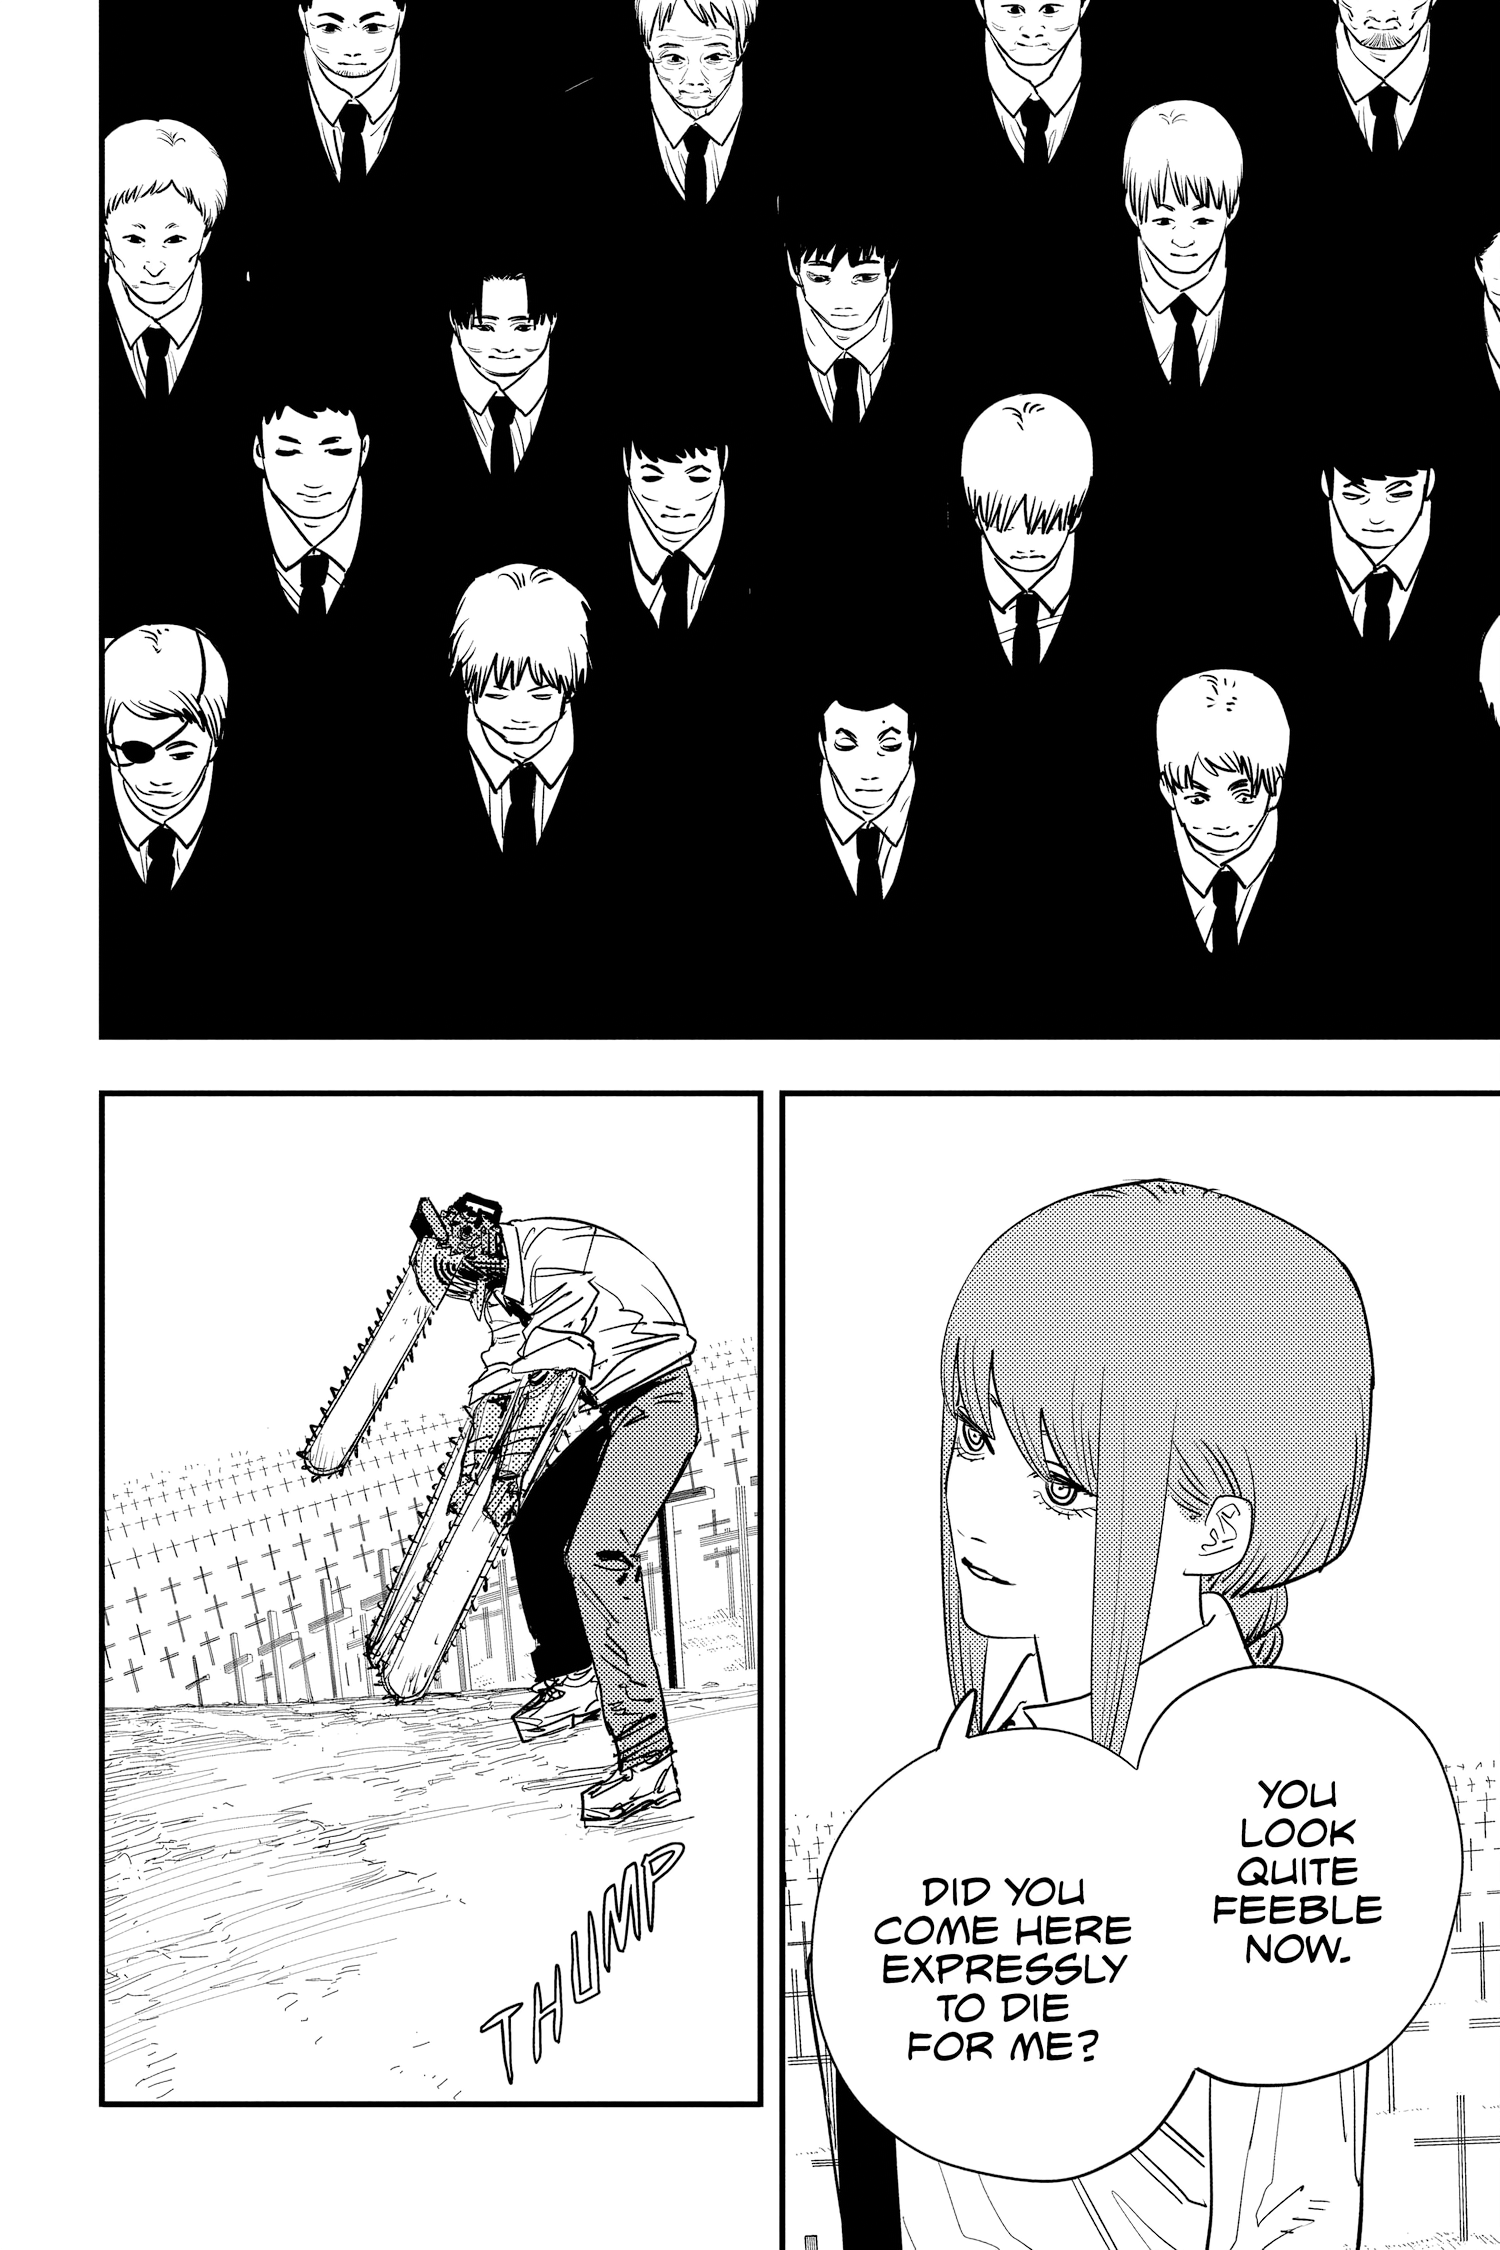 YOU
LOOK
QUITE
FEEBLE
NOW.
DID YOU
COME HERE
EXPRESSLY
TO DIE
FOR ME?
THUMP